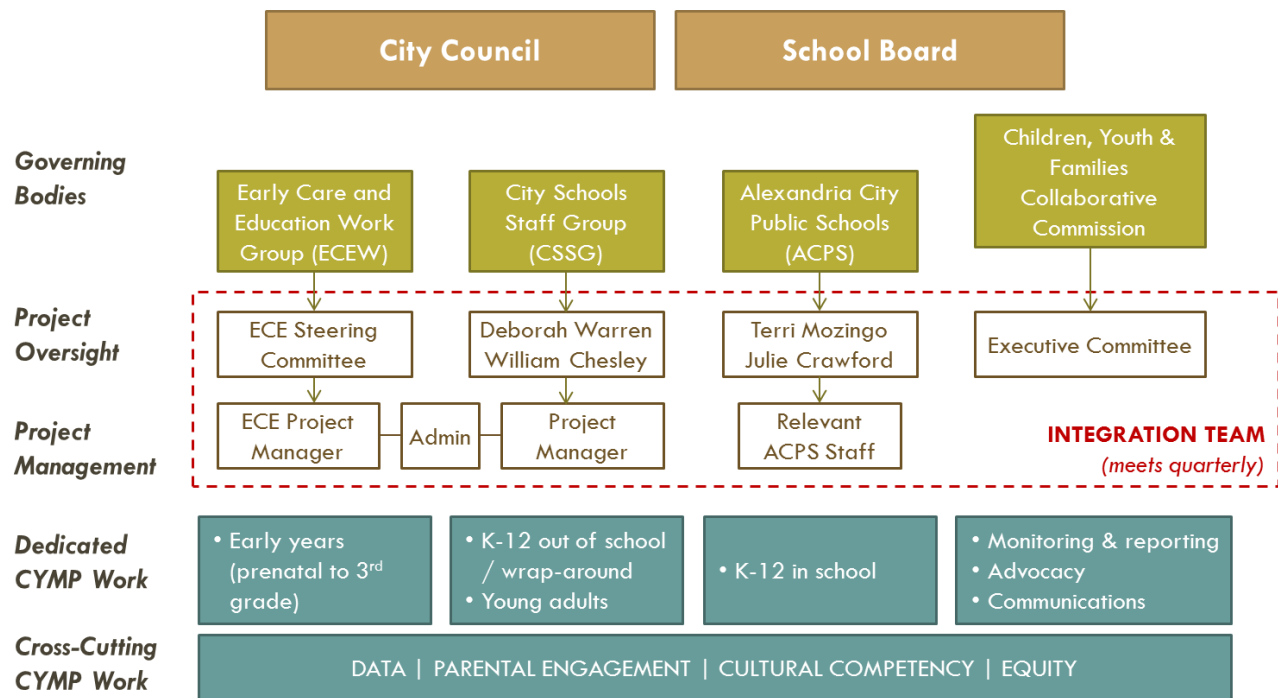 City Council
School Board
Governing
Bodies
Early Care and
Education Work
Group (ECEW)
City Schools
Staff Group
(CSSG)
Alexandria City
Public Schools
(ACPS)
Children, Youth &
Families
Collaborative
Commission
Project
Oversight
ECE Steering
Committee
Deborah Warren
William Chesley
Terri Mozingo
Julie Crawford
Executive Committee
Project
Management
ECE Project
Manager
Admin
Project
Manager
Relevant
ACPS Staff
INTEGRATION TEAM
(meets quarterly)
Dedicated
CYMP Work
• Early years
(prenatal to 3rd
grade)
• K-12 out of school
/ wrap-around
• Young adults
• K-12 in school
• Monitoring & reporting
• Advocacy
• Communications
Cross-Cutting
CYMP Work
DATA | PARENTAL ENGAGEMENT | CULTURAL COMPETENCY | EQUITY